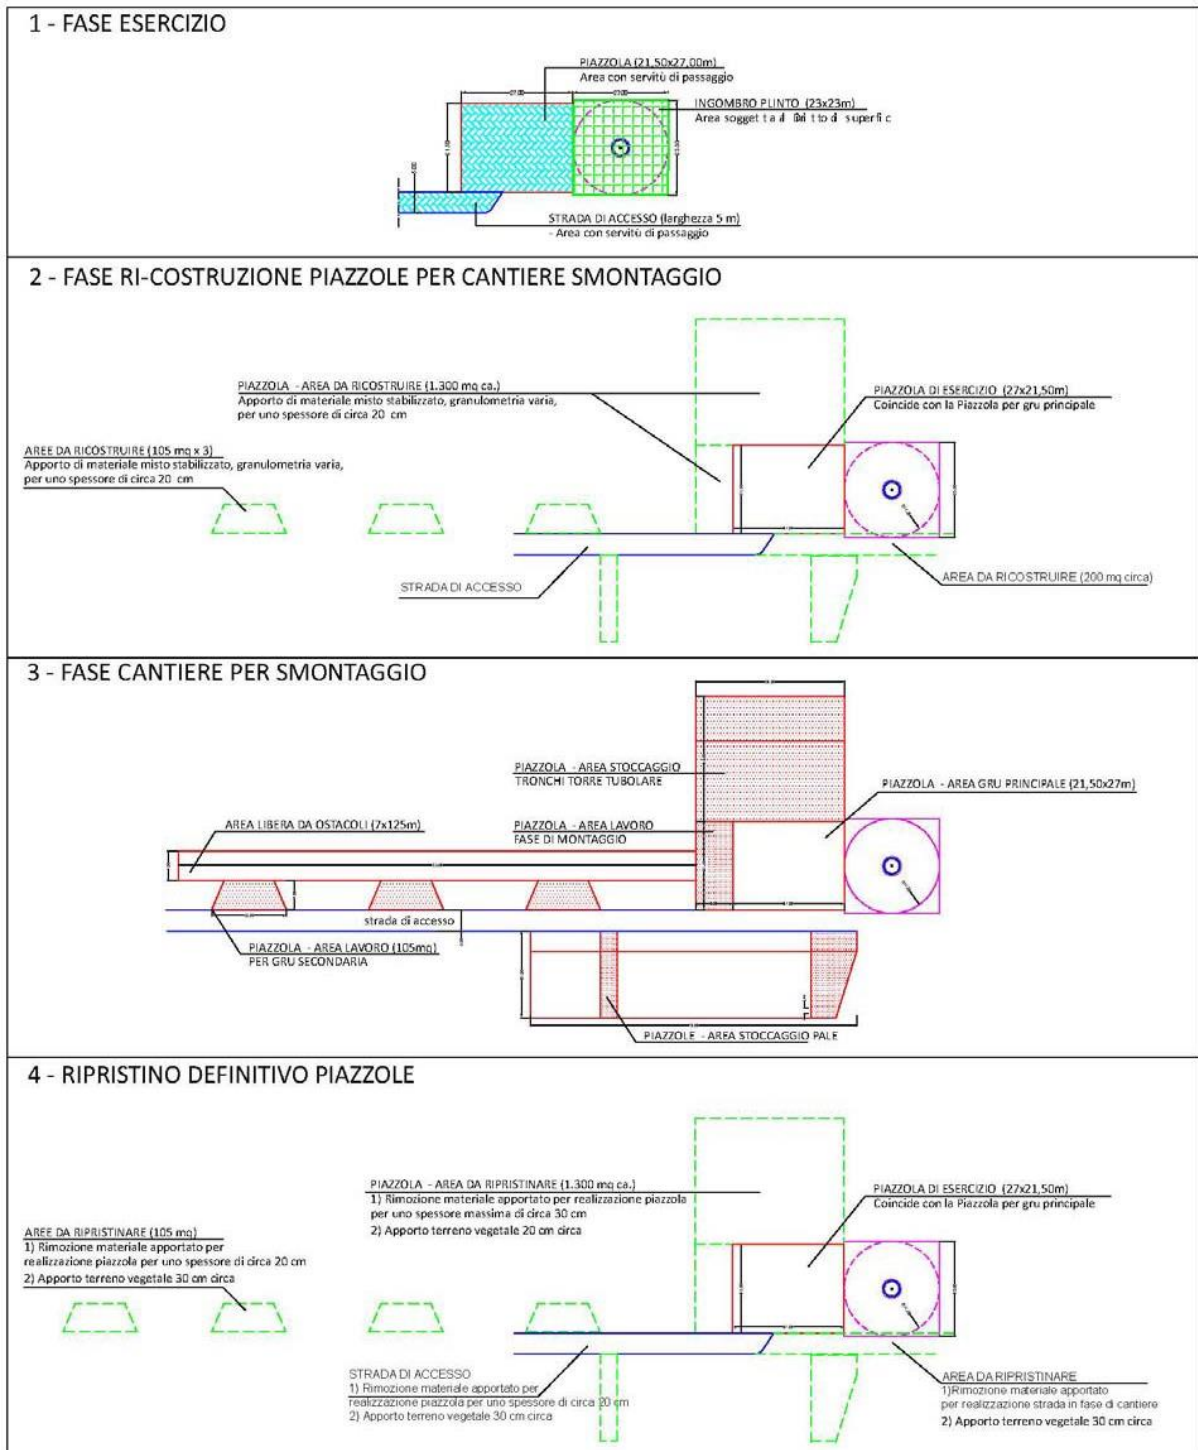 1 - FASE ESERCIZIO
PIAZZOLA (21,50x27,00m)
Area con servitù di passaggio
INGOMBRO PLINTO (23x23m)
STRADA DI ACCESSO (larghezza 5 m)
- Area con servitù di passaggio
2 - FASE RI-COSTRUZIONE PIAZZOLE PER CANTIERE SMONTAGGIO
PIAZZOLA - AREA DA RICOSTRUIRE (1.300 mq ca.)
Apporto di materiale misto stabilizzato, granulometria varia,
per uno spessore di circa 20 cm
PIAZZOLA DI ESERCIZIO (27x21,50m)
Coincide con la Piazzola per gru principale
AREE DA RICOSTRUIRE (105 mq x 3)
Apporto di materiale misto stabilizzato, granulometria varia,
per uno spessore di circa 20 cm
STRADA DI ACCESSO
AREA DA RICOSTRUIRE (200 mq circa)
3 - FASE CANTIERE PER SMONTAGGIO
PIAZZOLA - AREA STOCCAGGIO
TRONCHI TORRE TUBOLARE
PIAZZOLA - AREA GRU PRINCIPALE (21,50x27m)
AREA LIBERA DA OSTACOLI (7x125m)
PIAZZOLA - AREA LAVORO
FASE DI MONTAGGIO
strada di accesso
PIAZZOLA - AREA LAVORO (105mq)
PER GRU SECONDARIA
PIAZZOLE - AREA STOCCAGGIO PALE
4 - RIPRISTINO DEFINITIVO PIAZZOLE
PIAZZOLA - AREA DA RIPRISTINARE (1.300 mq ca.)
1) Rimozione materiale apportato per realizzazione piazzola
per uno spessore massima di circa 30 cm
2) Apporto terreno vegetale 20 cm circa
PIAZZOLA DI ESERCIZIO (27x21,50m)
Coincide con la Piazzola per gru principale
AREE DA RIPRISTINARE (105 mq)
1) Rimozione materiale apportato per
realizzazione piazzola per uno spessore di circa 20 cm
2) Apporto terreno vegetale 30 cm circa
STRADA DI ACCESSO
1) Rimozione materiale apportato per
realizzazione piazzola per uno spessore di circa 20 cm
2) Apporto terreno vegetale 30 cm circa
AREA DA RIPRISTINARE
1)Rimozione materiale apportato
per realizzazione strada in fase di cantiere
2) Apporto terreno vegetale 30 cm circa